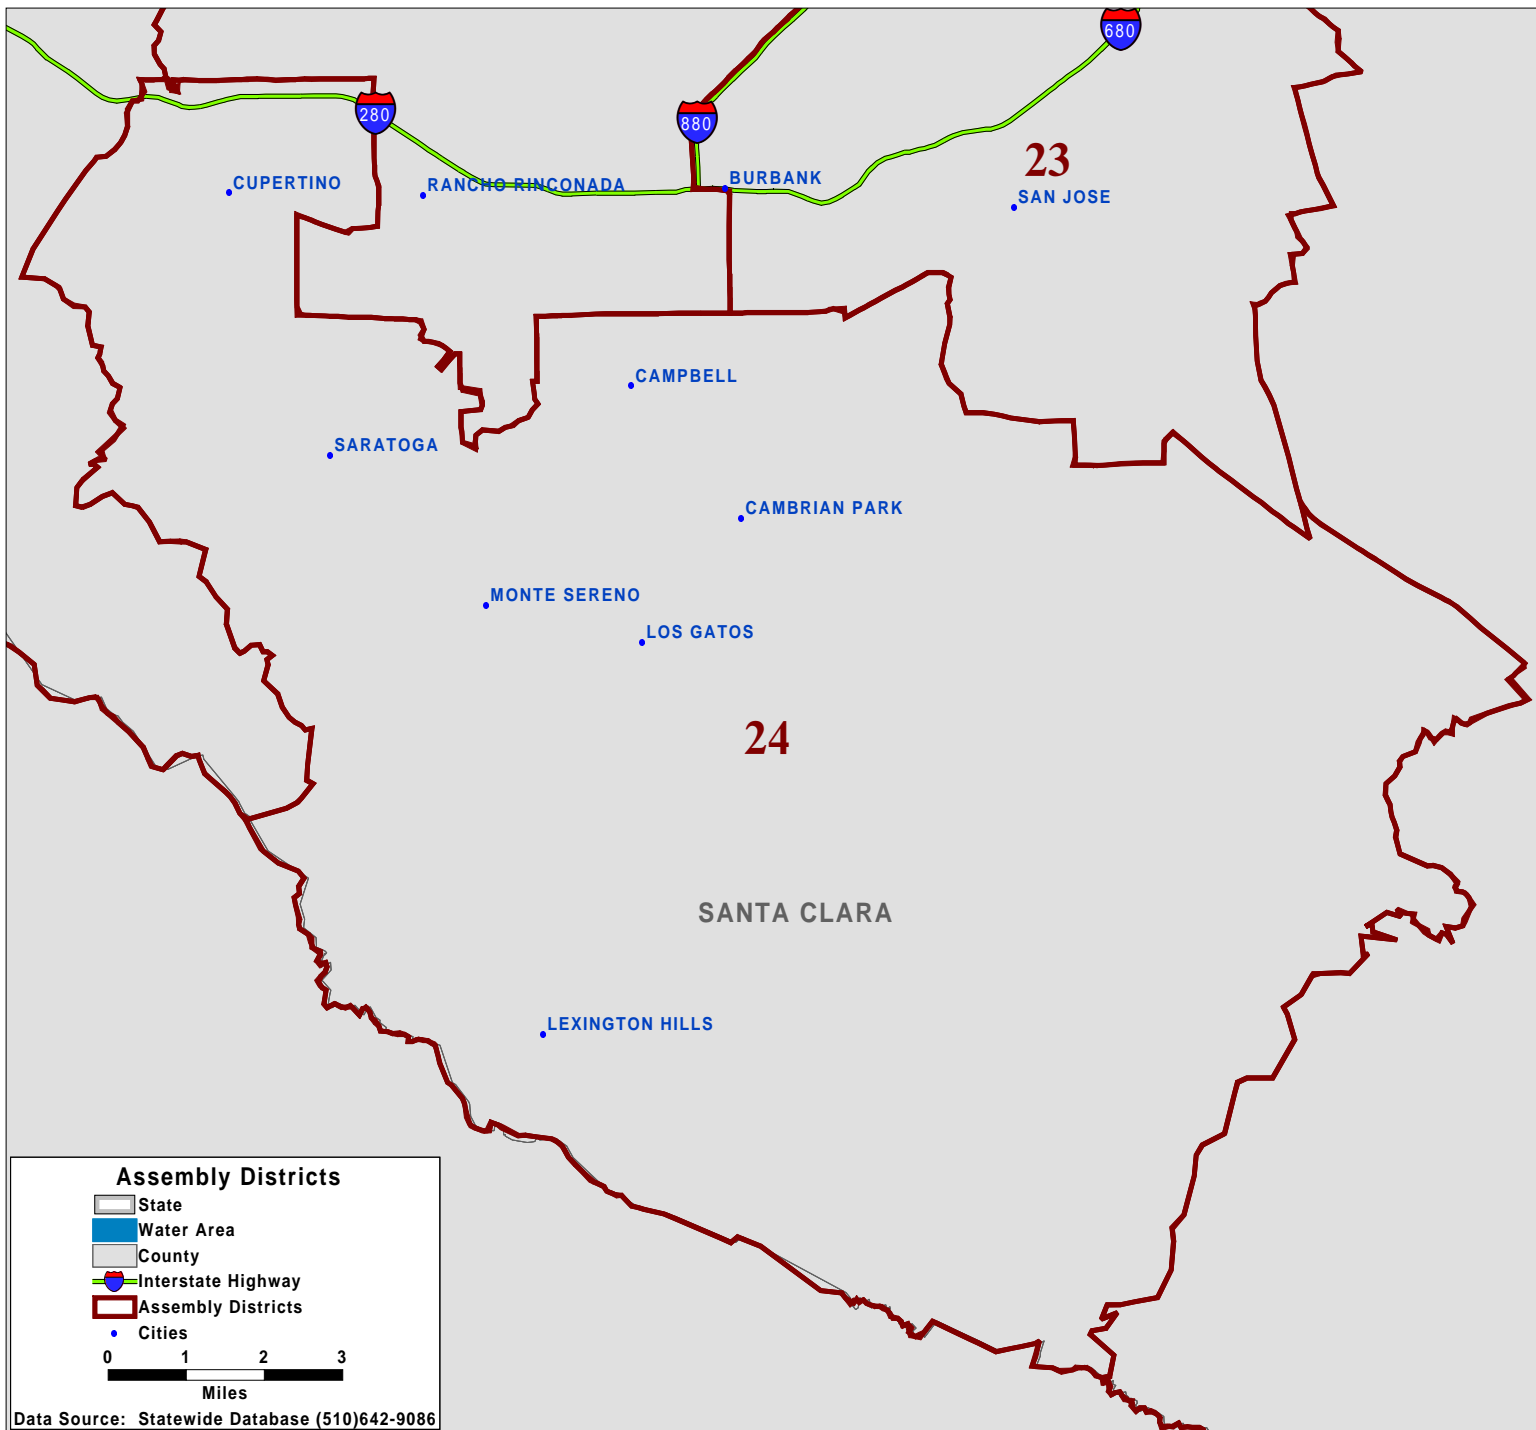 680
280
880
23
CUPERTINO
RANCHO RINCONADA
BURBANK
SAN JOSE
CAMPBELL
SARATOGA
CAMBRIAN PARK
MONTE SERENO
LOS GATOS
24
SANTA CLARA
LEXINGTON HILLS
Assembly Districts
State
Water Area
County
Interstate Highway
Assembly Districts
Cities
0 1 2 3
Miles
Data Source: Statewide Database (510)642-9086